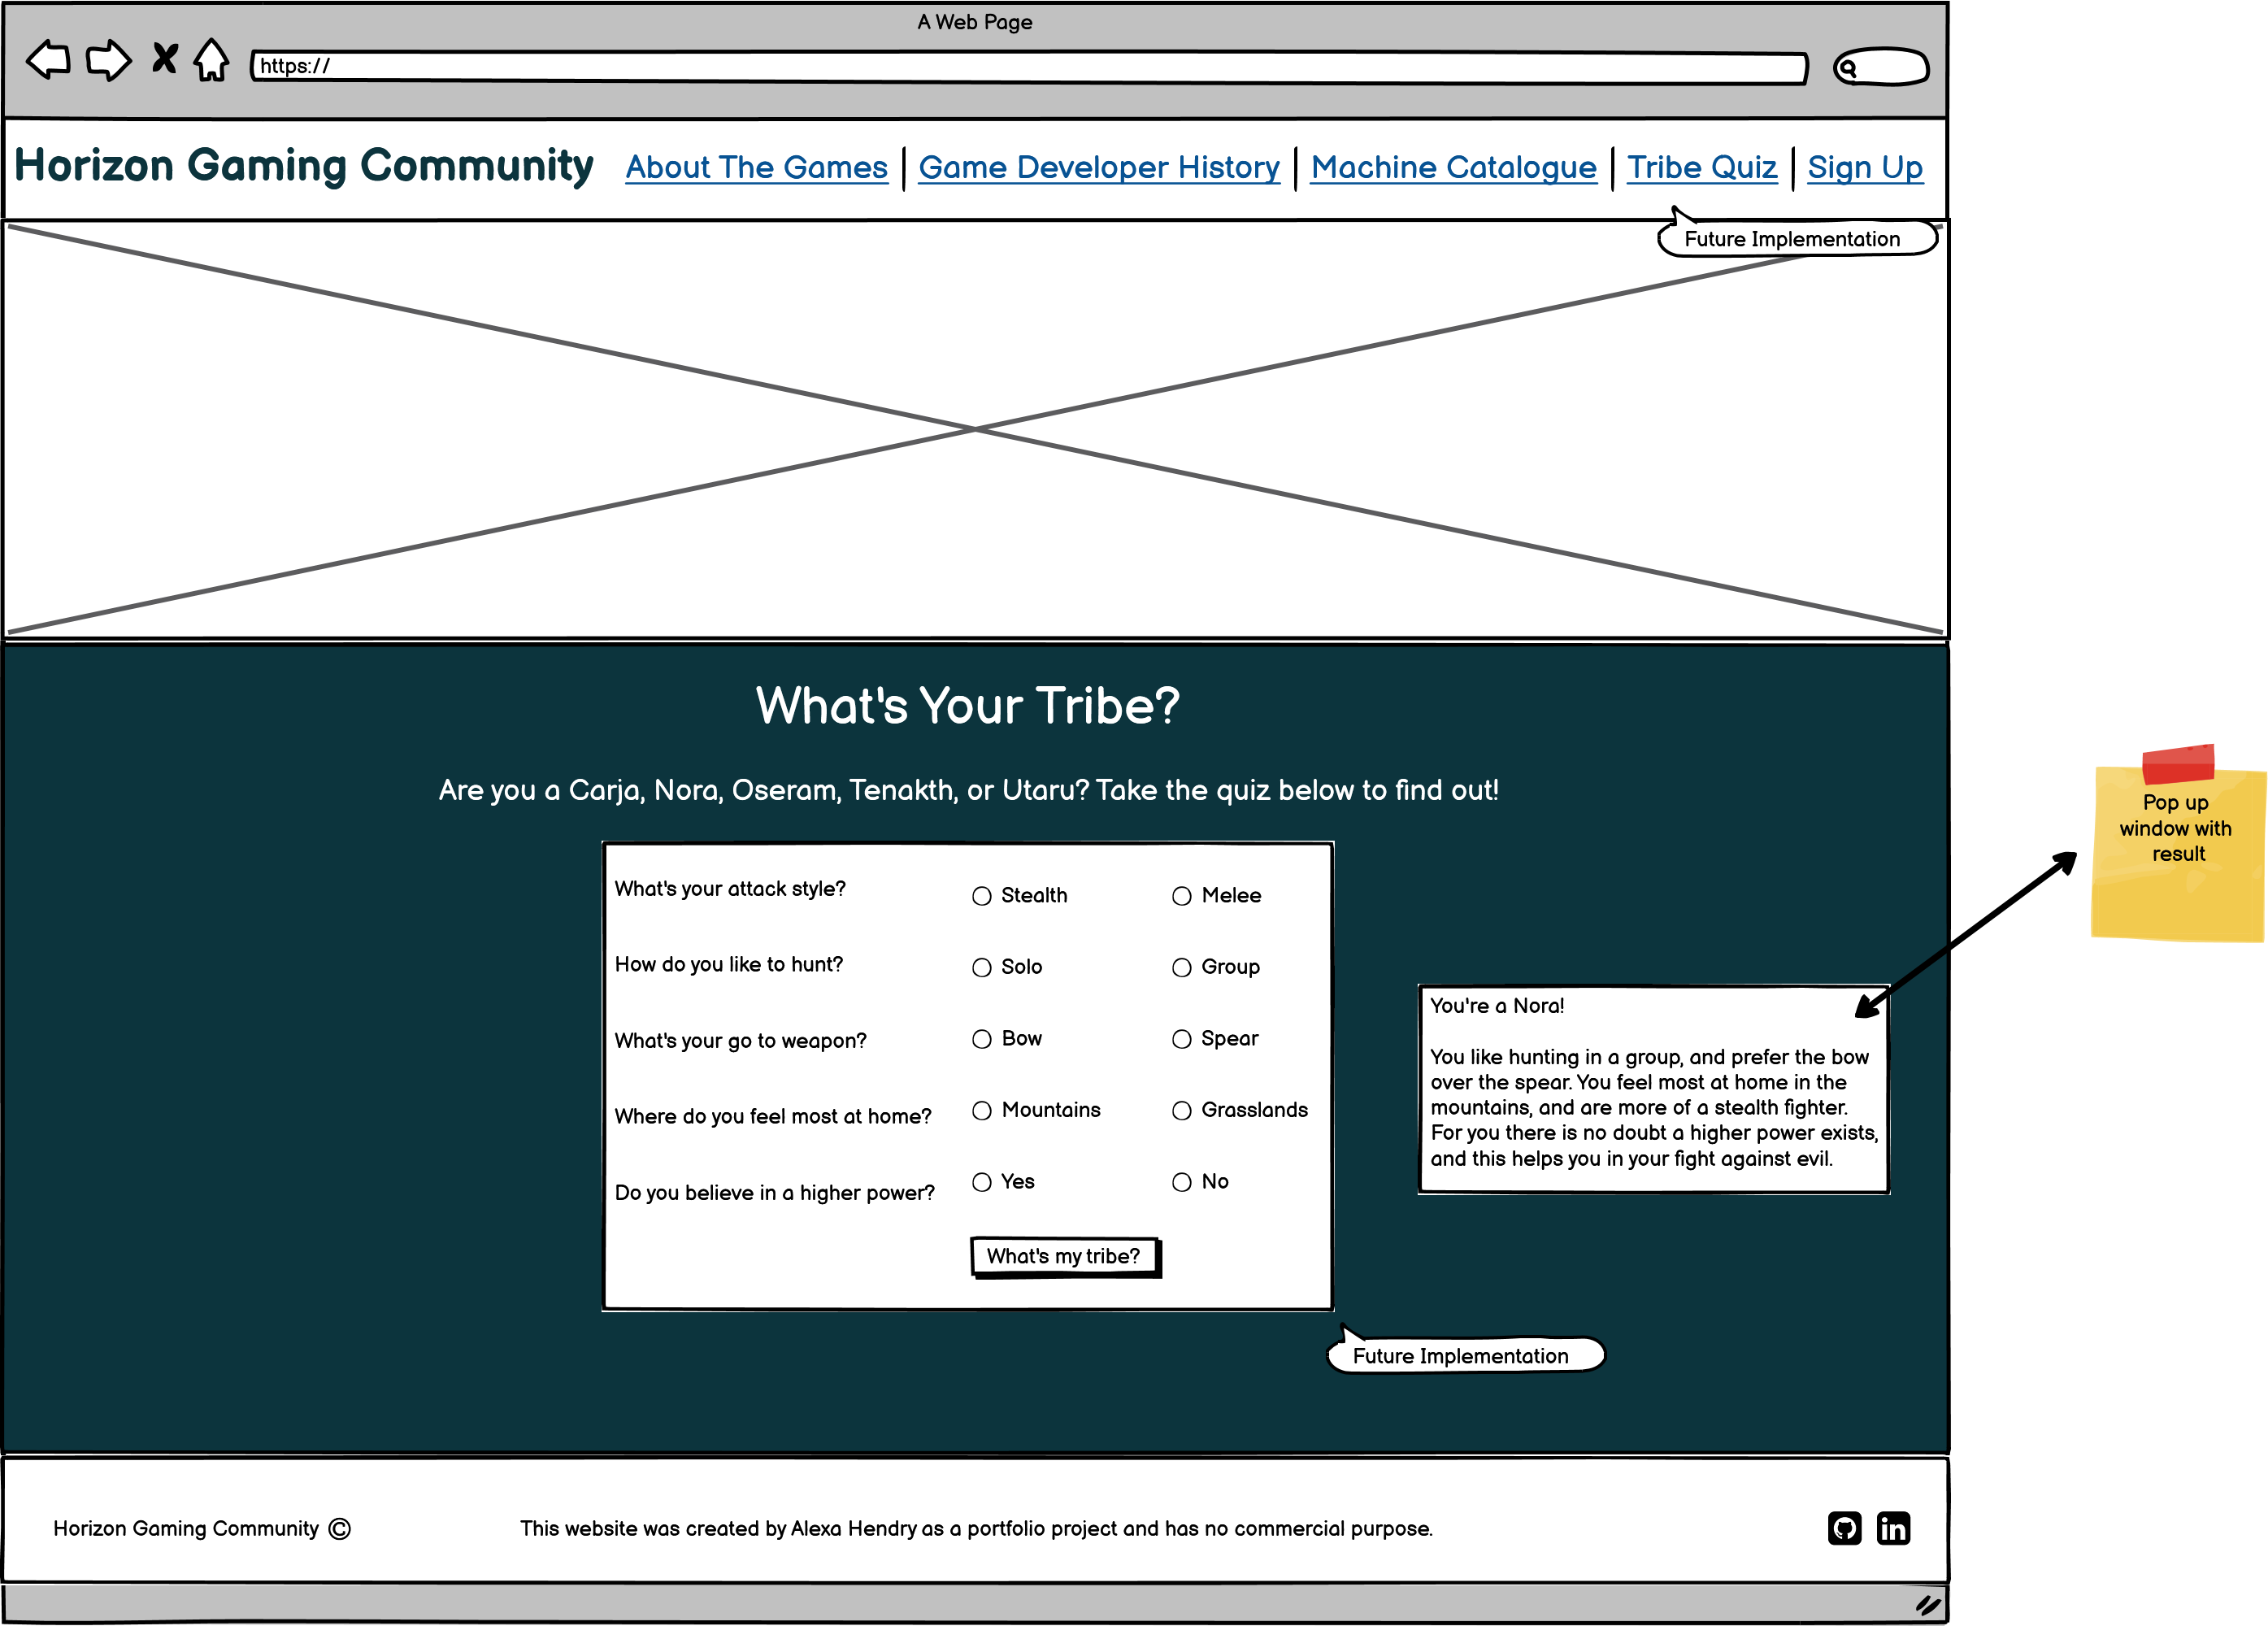 A Web Page
https://
Horizon Gaming Community
About The Games | Game Developer History | Machine Catalogue | Tribe Quiz | Sign Up
Future Implementation
What's Your Tribe?
Are you a Carja, Nora, Oseram, Tenakth, or Utaru? Take the quiz below to find out!
What's your attack style? Stealth Melee
How do you like to hunt? Solo Group
What's your go to weapon? Bow Spear
Where do you feel most at home? Mountains Grasslands
Do you believe in a higher power? Yes No
What's my tribe?
Future Implementation
You're a Nora!
You like hunting in a group, and prefer the bow
over the spear. You feel most at home in the
mountains, and are more of a stealth fighter.
For you there is no doubt a higher power exists,
and this helps you in your fight against evil.
Pop up
window with
result
Horizon Gaming Community ©
This website was created by Alexa Hendry as a portfolio project and has no commercial purpose.
in